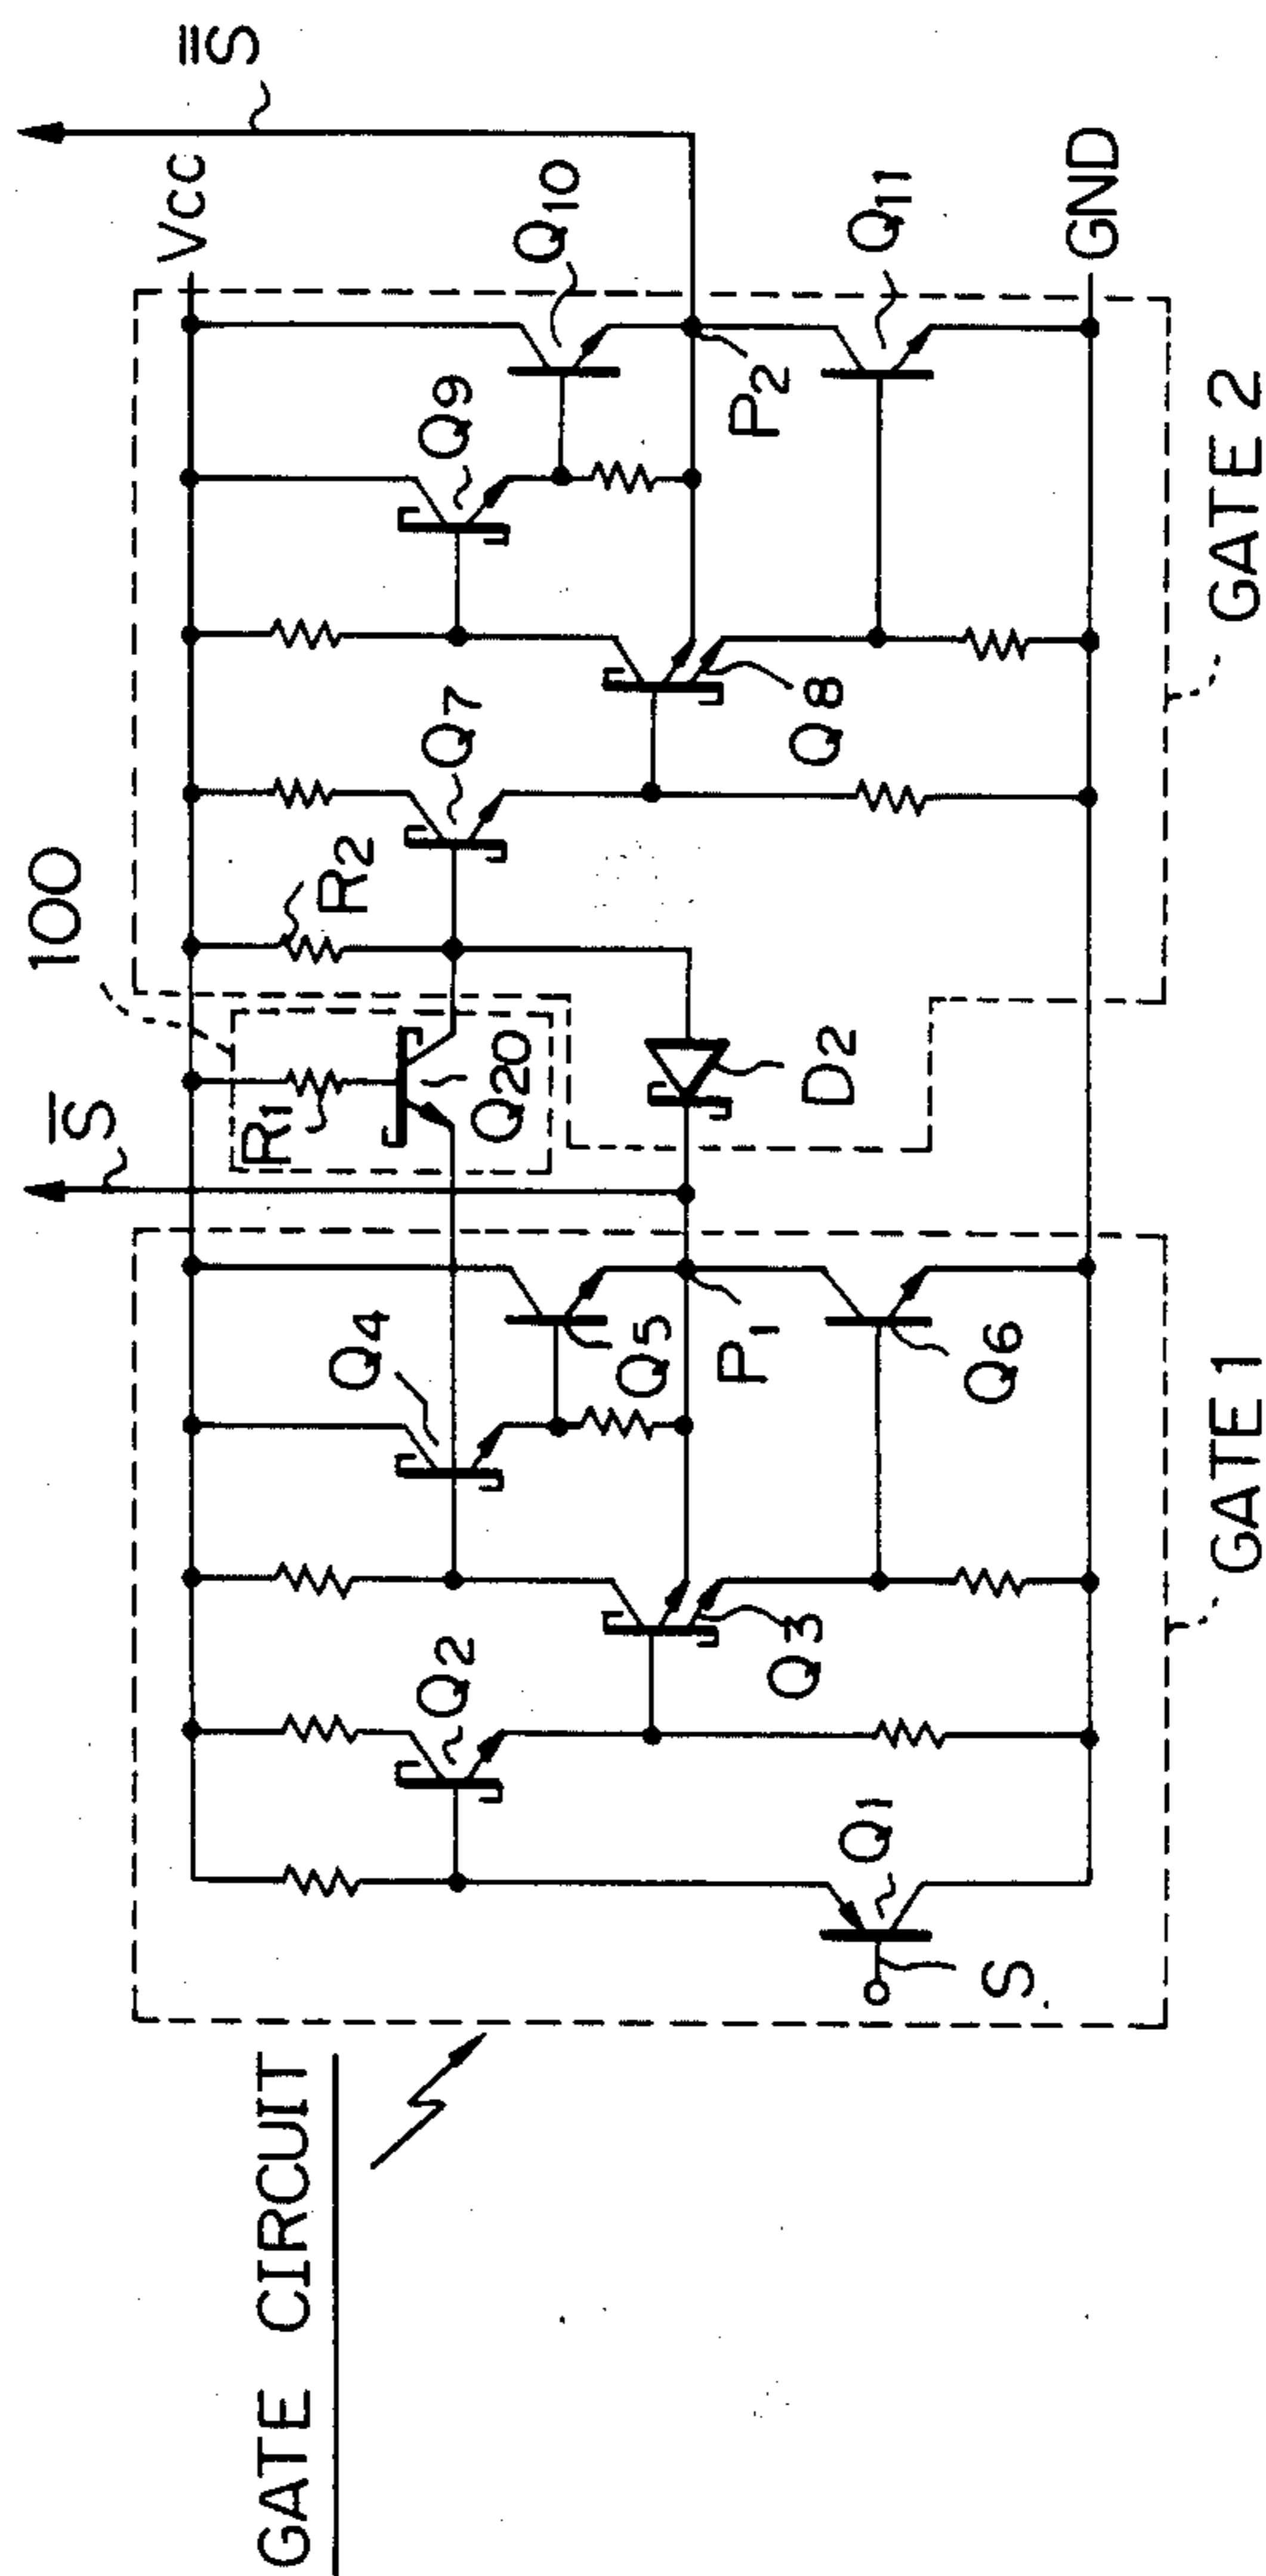 GATE CIRCUIT
S̅
S̿
Vcc
100
R1
R2
Q20
Q2
Q4
Q7
Q9
Q10
Q5
Q3
Q8
P1
P2
D2
Q1
Q6
Q11
S
GND
GATE 1
GATE 2